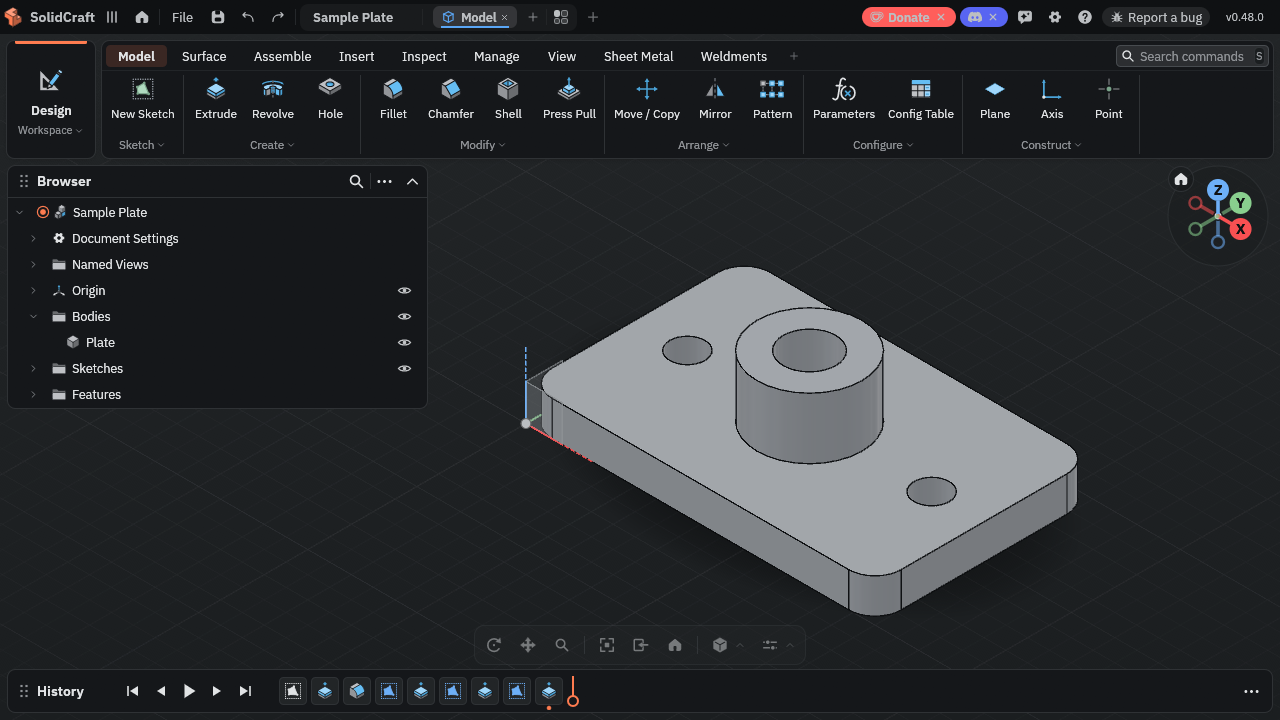 SolidCraft
File
Sample Plate
Model
Donate
Report a bug
v0.48.0
Design
Workspace
Model
Surface
Assemble
Insert
Inspect
Manage
View
Sheet Metal
Weldments
Search commands
S
New Sketch
Extrude
Revolve
Hole
Fillet
Chamfer
Shell
Press Pull
Move / Copy
Mirror
Pattern
Parameters
Config Table
Plane
Axis
Point
Sketch
Create
Modify
Arrange
Configure
Construct
Browser
Sample Plate
Document Settings
Named Views
Origin
Bodies
Plate
Sketches
Features
Z
Y
X
History